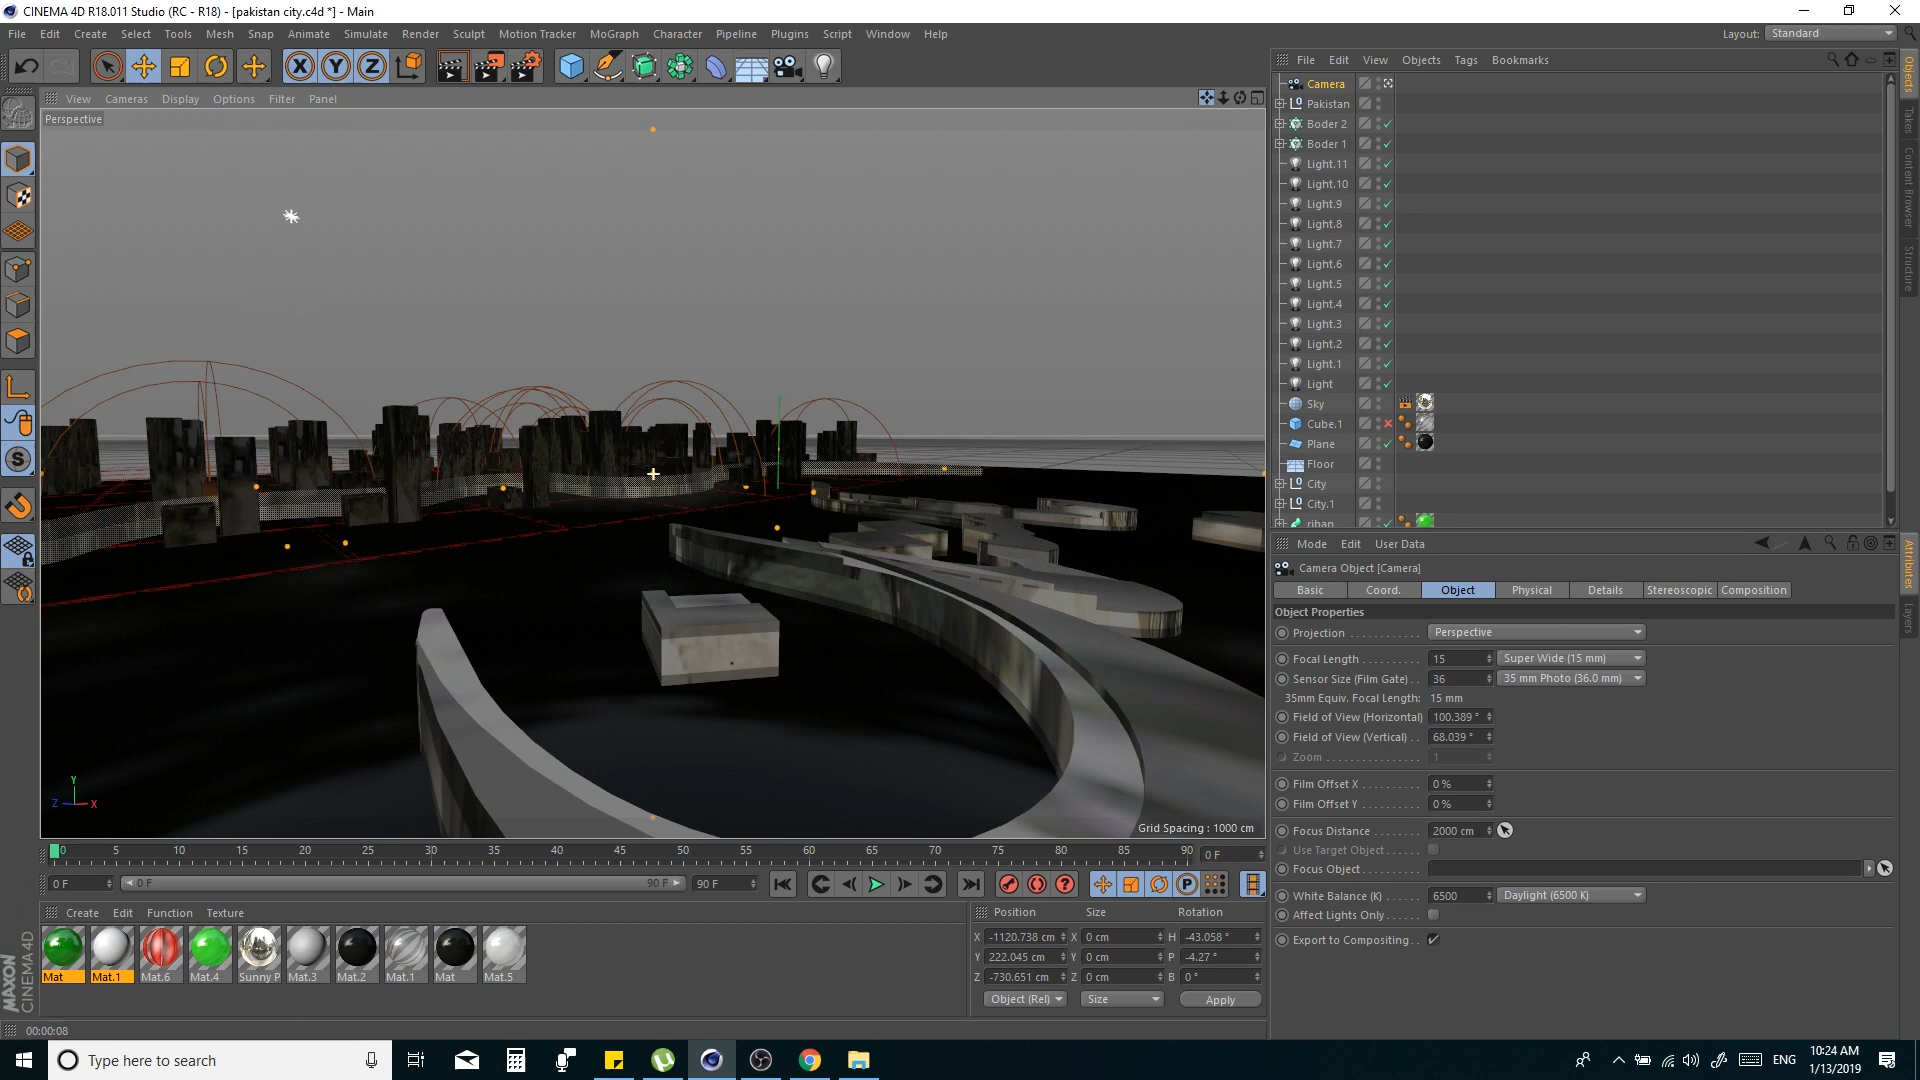 CINEMA 4D R18.011 Studio (RC - R18) - [pakistan city.c4d *] - Main
File Edit Create Select Tools Mesh Snap Animate Simulate Render Sculpt Motion Tracker MoGraph Character Pipeline Plugins Script Window Help Layout: Standard
X Y Z
View Cameras Display Options Filter Panel
Perspective
Y
Z X
Grid Spacing : 1000 cm
0 5 10 15 20 25 30 35 40 45 50 55 60 65 70 75 80 85 90 0 F
0 F 0 F 90 F 90 F
Create Edit Function Texture
Mat Mat.1 Mat.6 Mat.4 Sunny P Mat.3 Mat.2 Mat.1 Mat Mat.5
MAXON
CINEMA 4D
00:00:08
Position Size Rotation
X -1120.738 cm X 0 cm H -43.058 °
Y 222.045 cm Y 0 cm P -4.27 °
Z -730.651 cm Z 0 cm B 0 °
Object (Rel) Size Apply
File Edit View Objects Tags Bookmarks
Camera
Pakistan
Boder 2
Boder 1
Light.11
Light.10
Light.9
Light.8
Light.7
Light.6
Light.5
Light.4
Light.3
Light.2
Light.1
Light
Sky
Cube.1
Plane
Floor
City
City.1
riban
Objects
Takes
Content Browser
Structure
Mode Edit User Data
Camera Object [Camera]
Basic Coord. Object Physical Details Stereoscopic Composition
Object Properties
Projection . . . . . . . . . . . . Perspective
Focal Length . . . . . . . . . . 15 Super Wide (15 mm)
Sensor Size (Film Gate) . . 36 35 mm Photo (36.0 mm)
35mm Equiv. Focal Length: 15 mm
Field of View (Horizontal) 100.389 °
Field of View (Vertical) . . 68.039 °
Zoom . . . . . . . . . . . . . . . . 1
Film Offset X . . . . . . . . . . 0 %
Film Offset Y . . . . . . . . . . 0 %
Focus Distance . . . . . . . . 2000 cm
Use Target Object . . . . . .
Focus Object . . . . . . . . . .
White Balance (K) . . . . . . 6500 Daylight (6500 K)
Affect Lights Only . . . . . .
Export to Compositing . .
Attributes
Layers
Type here to search
ENG
10:24 AM
1/13/2019